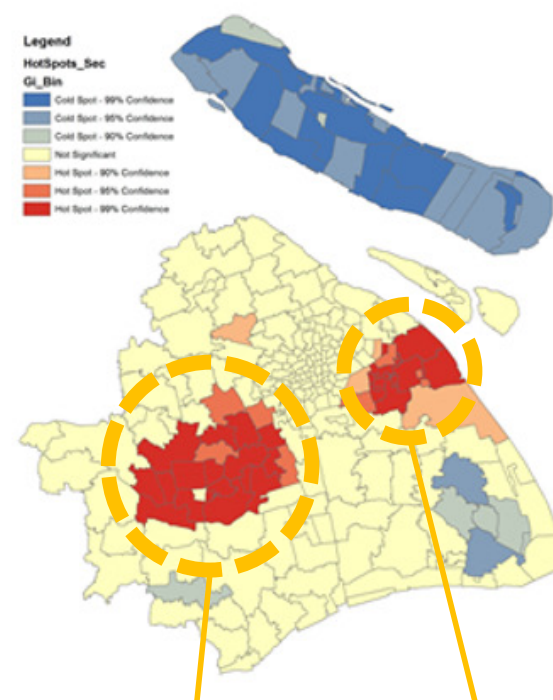 Legend
HotSpots_Sec
Gi_Bin
Cold Spot - 99% Confidence
Cold Spot - 95% Confidence
Cold Spot - 90% Confidence
Not Significant
Hot Spot - 90% Confidence
Hot Spot - 95% Confidence
Hot Spot - 99% Confidence